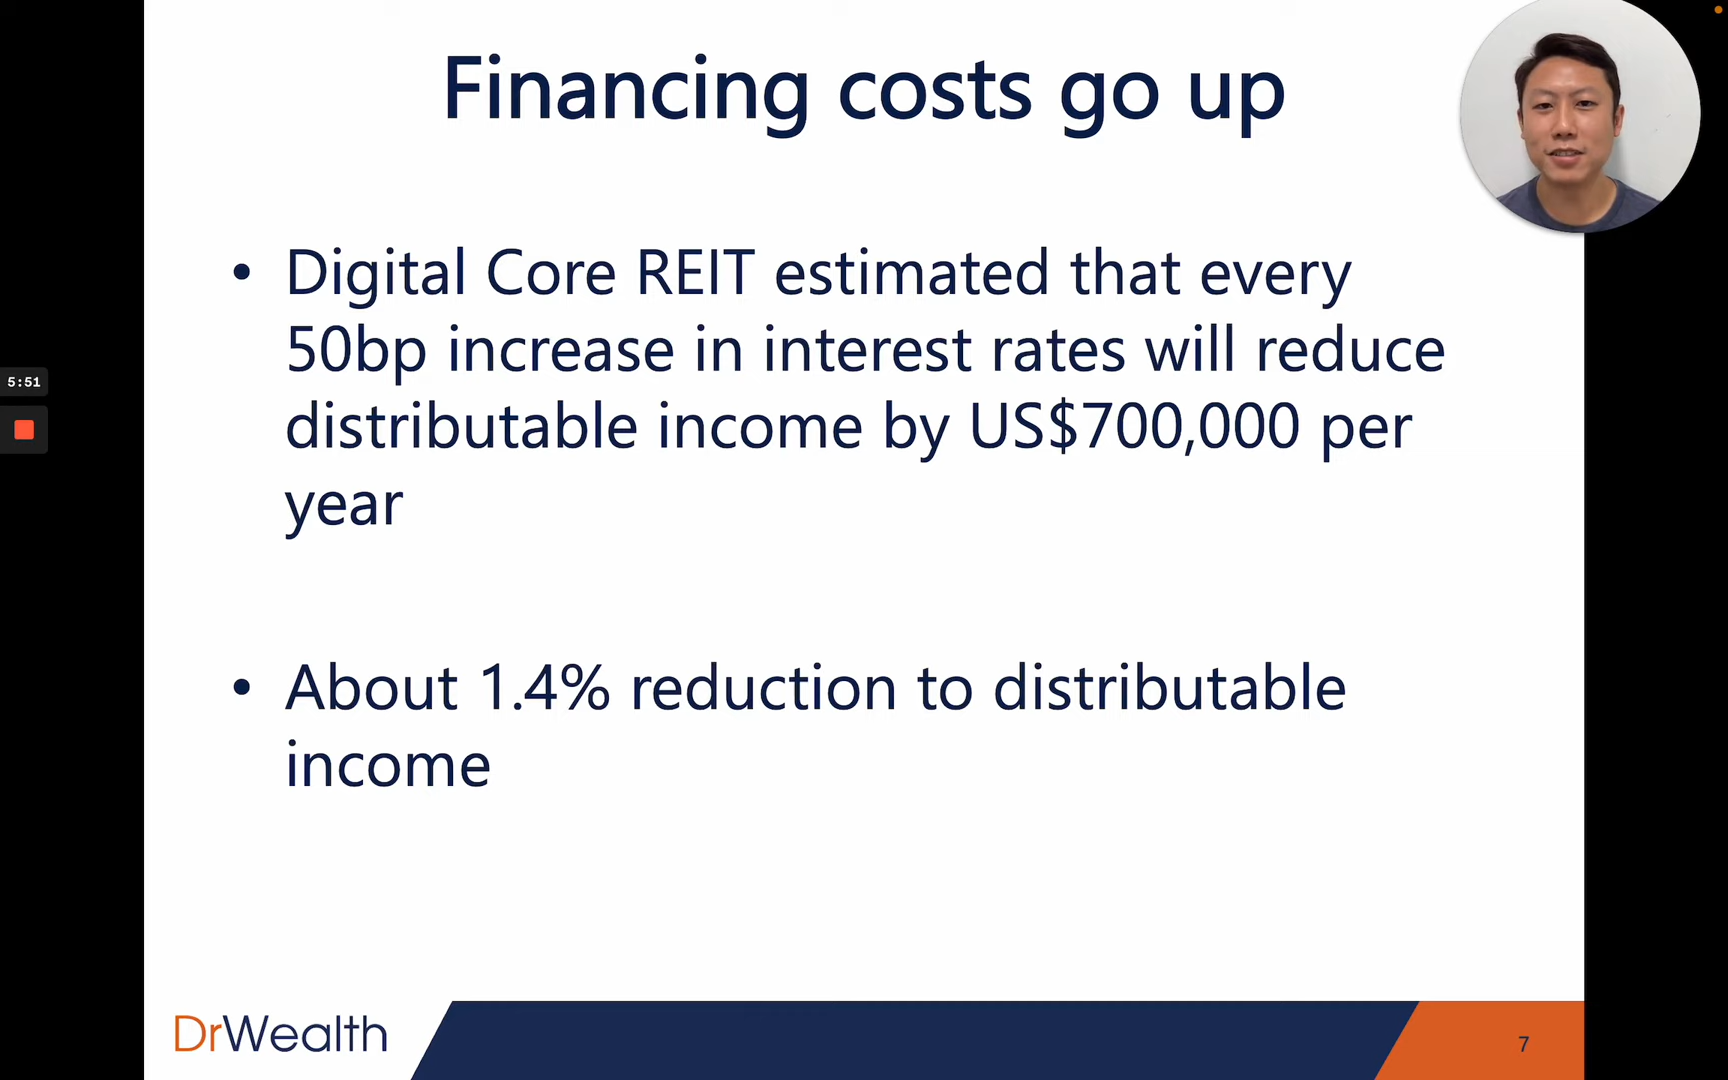 Financing costs go up
• Digital Core REIT estimated that every
50bp increase in interest rates will reduce
distributable income by US$700,000 per
year
5:51
• About 1.4% reduction to distributable
income
DrWealth
7